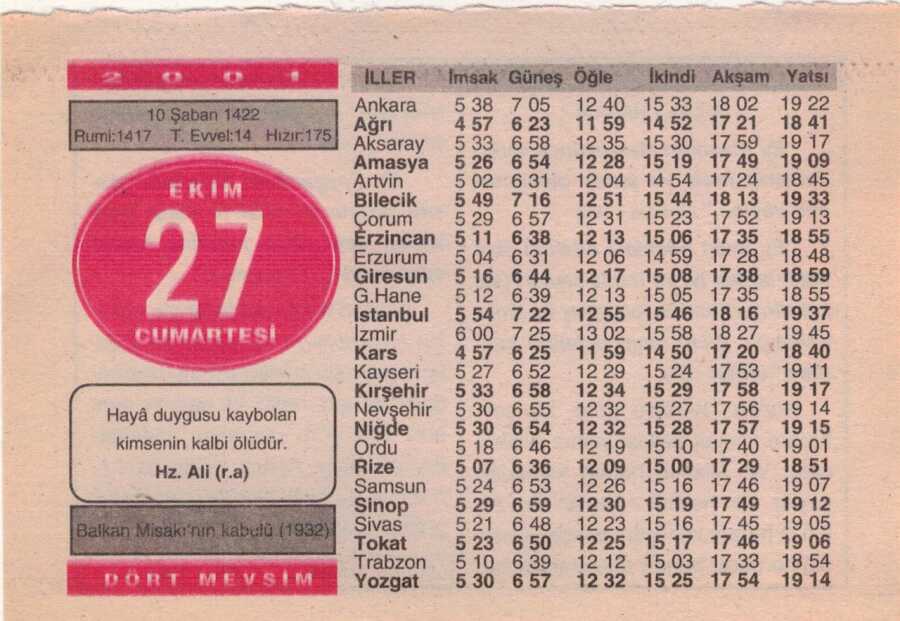 2001
10 Şaban 1422
Rumi:1417 T. Evvel:14 Hızır:175
EKİM
27
CUMARTESİ
Hayâ duygusu kaybolan
kimsenin kalbi ölüdür.
Hz. Ali (r.a)
Balkan Misakı'nın kabulü (1932)
DÖRT MEVSİM
İLLER İmsak Güneş Öğle İkindi Akşam Yatsı
Ankara 5 38 7 05 12 40 15 33 18 02 19 22
Ağrı 4 57 6 23 11 59 14 52 17 21 18 41
Aksaray 5 33 6 58 12 35 15 30 17 59 19 17
Amasya 5 26 6 54 12 28 15 19 17 49 19 09
Artvin 5 02 6 31 12 04 14 54 17 24 18 45
Bilecik 5 49 7 16 12 51 15 44 18 13 19 33
Çorum 5 29 6 57 12 31 15 23 17 52 19 13
Erzincan 5 11 6 38 12 13 15 06 17 35 18 55
Erzurum 5 04 6 31 12 06 14 59 17 28 18 48
Giresun 5 16 6 44 12 17 15 08 17 38 18 59
G.Hane 5 12 6 39 12 13 15 05 17 35 18 55
İstanbul 5 54 7 22 12 55 15 46 18 16 19 37
İzmir 6 00 7 25 13 02 15 58 18 27 19 45
Kars 4 57 6 25 11 59 14 50 17 20 18 40
Kayseri 5 27 6 52 12 29 15 24 17 53 19 11
Kırşehir 5 33 6 58 12 34 15 29 17 58 19 17
Nevşehir 5 30 6 55 12 32 15 27 17 56 19 14
Niğde 5 30 6 54 12 32 15 28 17 57 19 15
Ordu 5 18 6 46 12 19 15 10 17 40 19 01
Rize 5 07 6 36 12 09 15 00 17 29 18 51
Samsun 5 24 6 53 12 26 15 16 17 46 19 07
Sinop 5 29 6 59 12 30 15 19 17 49 19 12
Sivas 5 21 6 48 12 23 15 16 17 45 19 05
Tokat 5 23 6 50 12 25 15 17 17 46 19 06
Trabzon 5 10 6 39 12 12 15 03 17 33 18 54
Yozgat 5 30 6 57 12 32 15 25 17 54 19 14